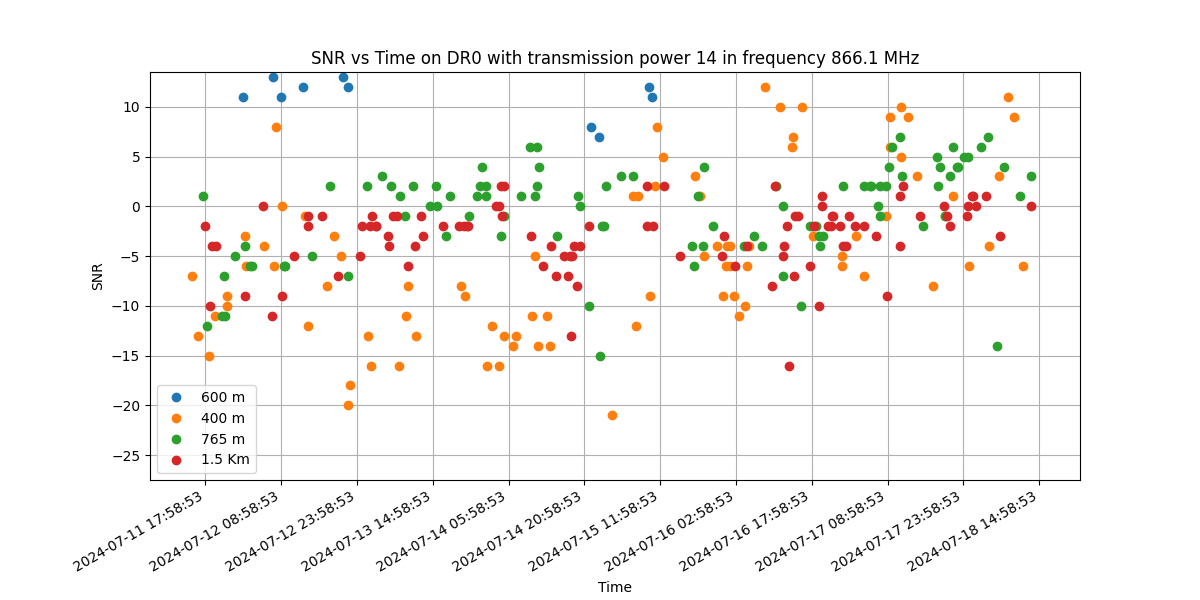 SNR vs Time on DR0 with transmission power 14 in frequency 866.1 MHz
SNR
10
5
0
−5
−10
−15
−20
−25
600 m
400 m
765 m
1.5 Km
2024-07-11 17:58:53
2024-07-12 08:58:53
2024-07-12 23:58:53
2024-07-13 14:58:53
2024-07-14 05:58:53
2024-07-14 20:58:53
2024-07-15 11:58:53
2024-07-16 02:58:53
2024-07-16 17:58:53
2024-07-17 08:58:53
2024-07-17 23:58:53
2024-07-18 14:58:53
Time